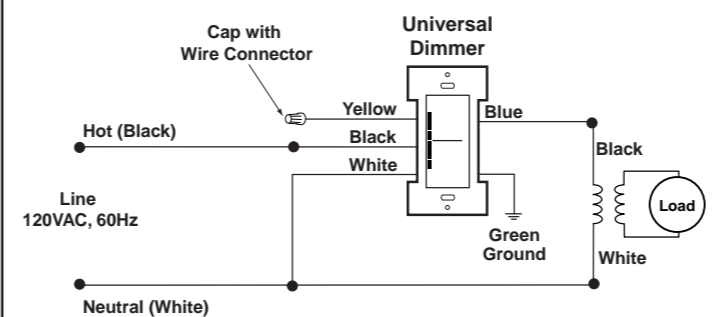 Universal
Dimmer
Cap with
Wire Connector
Yellow
Blue
Hot (Black)
Black
Black
White
Line
120VAC, 60Hz
Load
Green
Ground
White
Neutral (White)